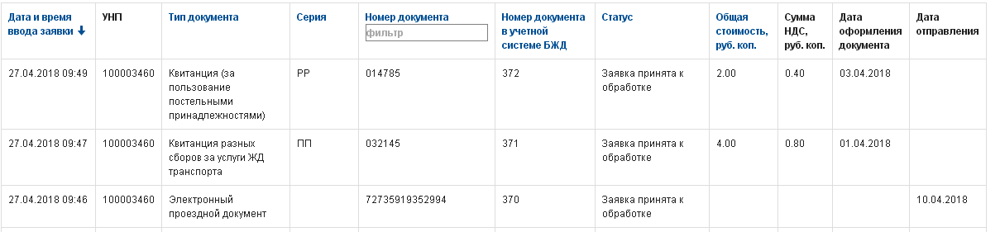 Дата и время ввода заявки
УНП
Тип документа
Серия
Номер документа
фильтр
Номер документа в учетной системе БЖД
Статус
Общая стоимость, руб. коп.
Сумма НДС, руб. коп.
Дата оформления документа
Дата отправления
27.04.2018 09:49
100003460
Квитанция (за
пользование
постельными
принадлежностями)
РР
014785
372
Заявка принята к
обработке
2.00
0.40
03.04.2018
27.04.2018 09:47
100003460
Квитанция разных
сборов за услуги ЖД
транспорта
ПП
032145
371
Заявка принята к
обработке
4.00
0.80
01.04.2018
27.04.2018 09:46
100003460
Электронный
проездной документ
72735919352994
370
Заявка принята к
обработке
10.04.2018